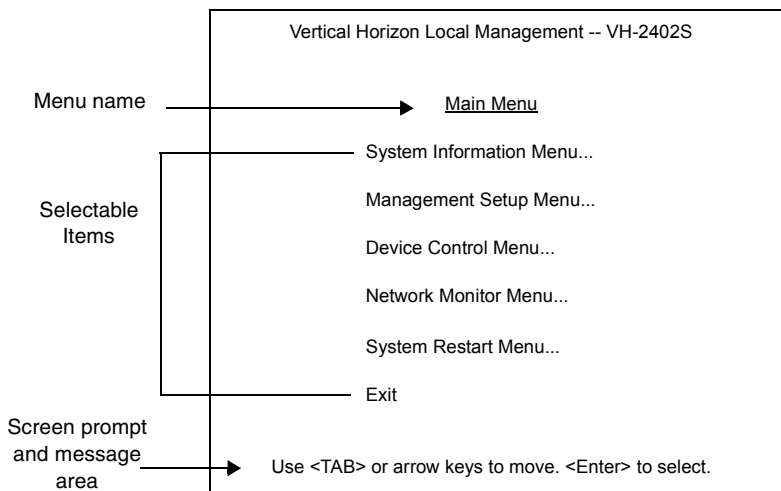 Vertical Horizon Local Management -- VH-2402S
Menu name
Main Menu
System Information Menu...
Management Setup Menu...
Selectable
Items
Device Control Menu...
Network Monitor Menu...
System Restart Menu...
Exit
Screen prompt
and message
area
Use <TAB> or arrow keys to move. <Enter> to select.